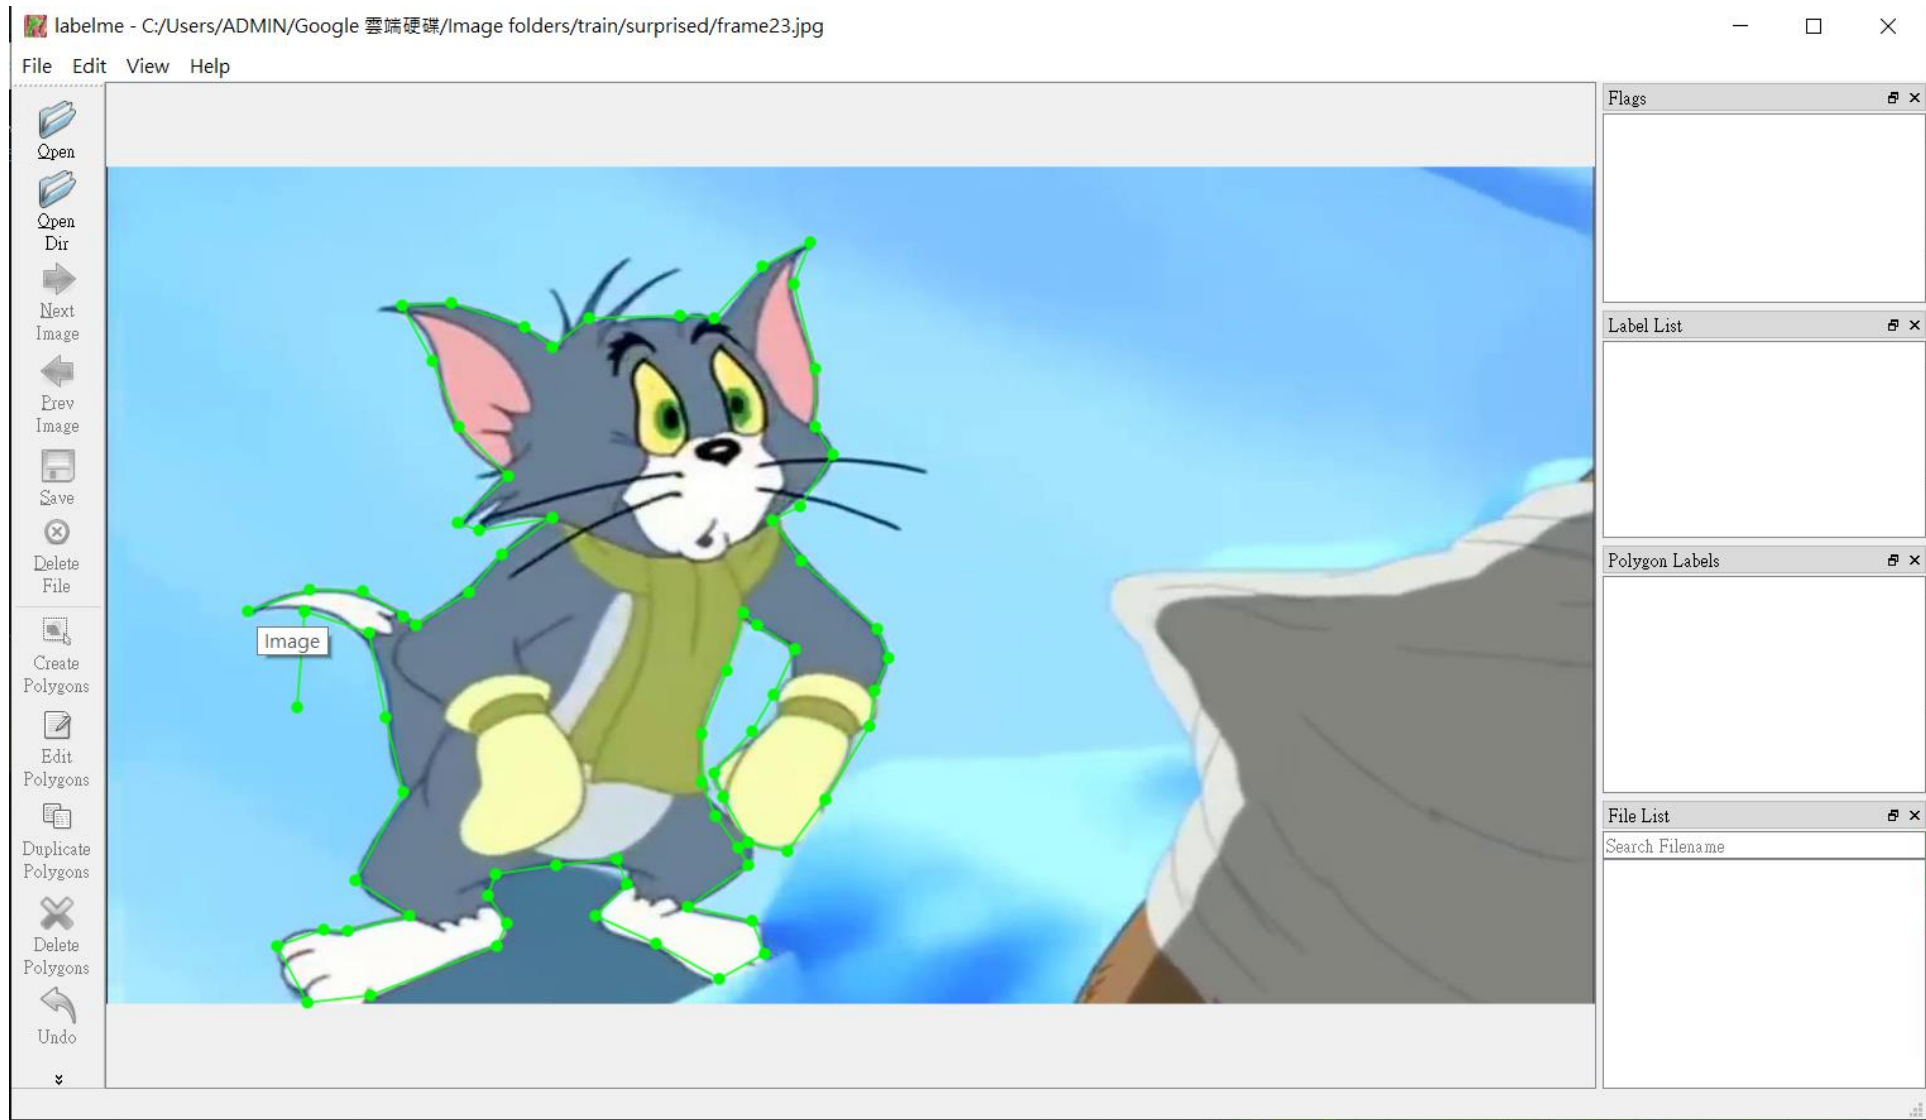 labelme - C:/Users/ADMIN/Google 雲端硬碟/Image folders/train/surprised/frame23.jpg
File Edit View Help
Open
Open
Dir
Next
Image
Prev
Image
Save
Delete
File
Create
Polygons
Edit
Polygons
Duplicate
Polygons
Delete
Polygons
Undo
Image
Flags
Label List
Polygon Labels
File List
Search Filename